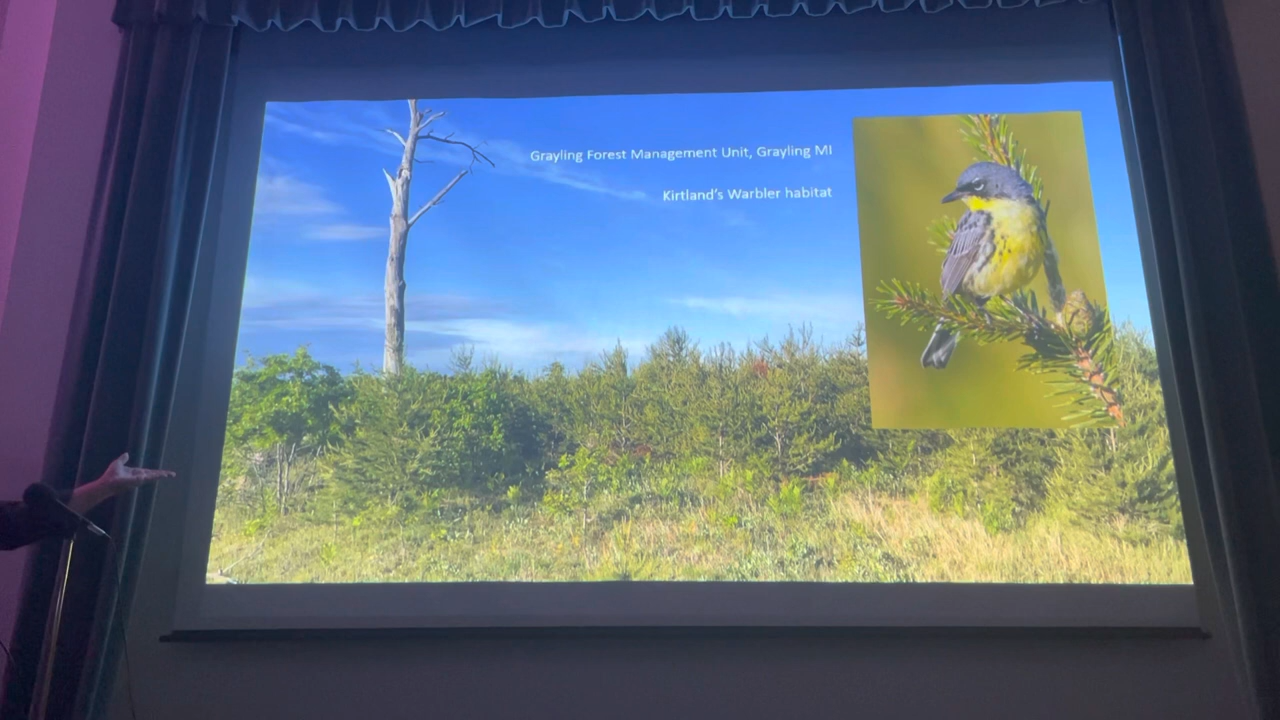 Grayling Forest Management Unit, Grayling MI
Kirtland's Warbler habitat